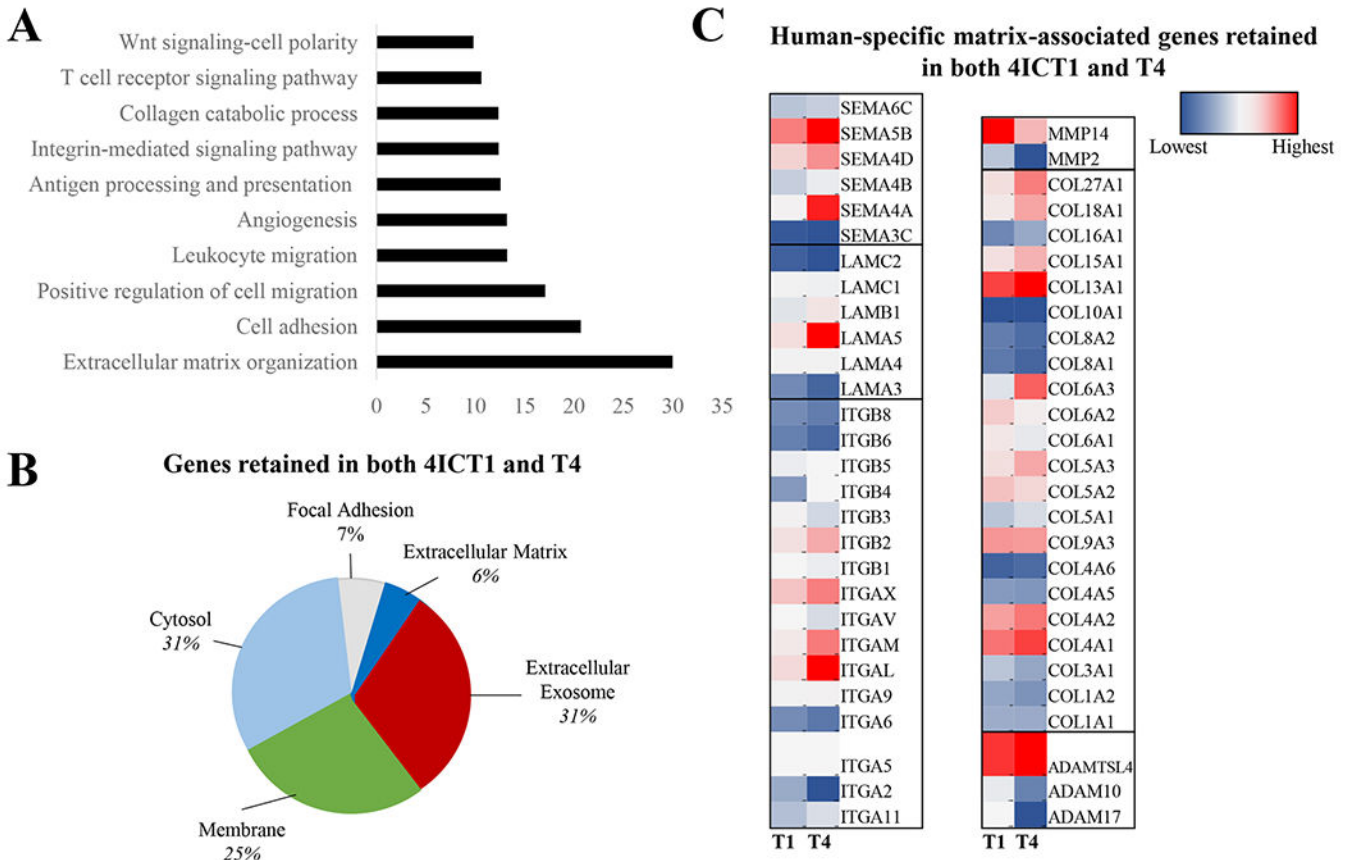 A
Wnt signaling-cell polarity
T cell receptor signaling pathway
Collagen catabolic process
Integrin-mediated signaling pathway
Antigen processing and presentation
Angiogenesis
Leukocyte migration
Positive regulation of cell migration
Cell adhesion
Extracellular matrix organization
0 5 10 15 20 25 30 35
B
Genes retained in both 4ICT1 and T4
Focal Adhesion
7%
Extracellular Matrix
6%
Cytosol
31%
Extracellular
Exosome
31%
Membrane
25%
C
Human-specific matrix-associated genes retained
in both 4ICT1 and T4
Lowest Highest
SEMA6C
SEMA5B
SEMA4D
SEMA4B
SEMA4A
SEMA3C
LAMC2
LAMC1
LAMB1
LAMA5
LAMA4
LAMA3
ITGB8
ITGB6
ITGB5
ITGB4
ITGB3
ITGB2
ITGB1
ITGAX
ITGAV
ITGAM
ITGAL
ITGA9
ITGA6
ITGA5
ITGA2
ITGA11
T1 T4
MMP14
MMP2
COL27A1
COL18A1
COL16A1
COL15A1
COL13A1
COL10A1
COL8A2
COL8A1
COL6A3
COL6A2
COL6A1
COL5A3
COL5A2
COL5A1
COL9A3
COL4A6
COL4A5
COL4A2
COL4A1
COL3A1
COL1A2
COL1A1
ADAMTSL4
ADAM10
ADAM17
T1 T4